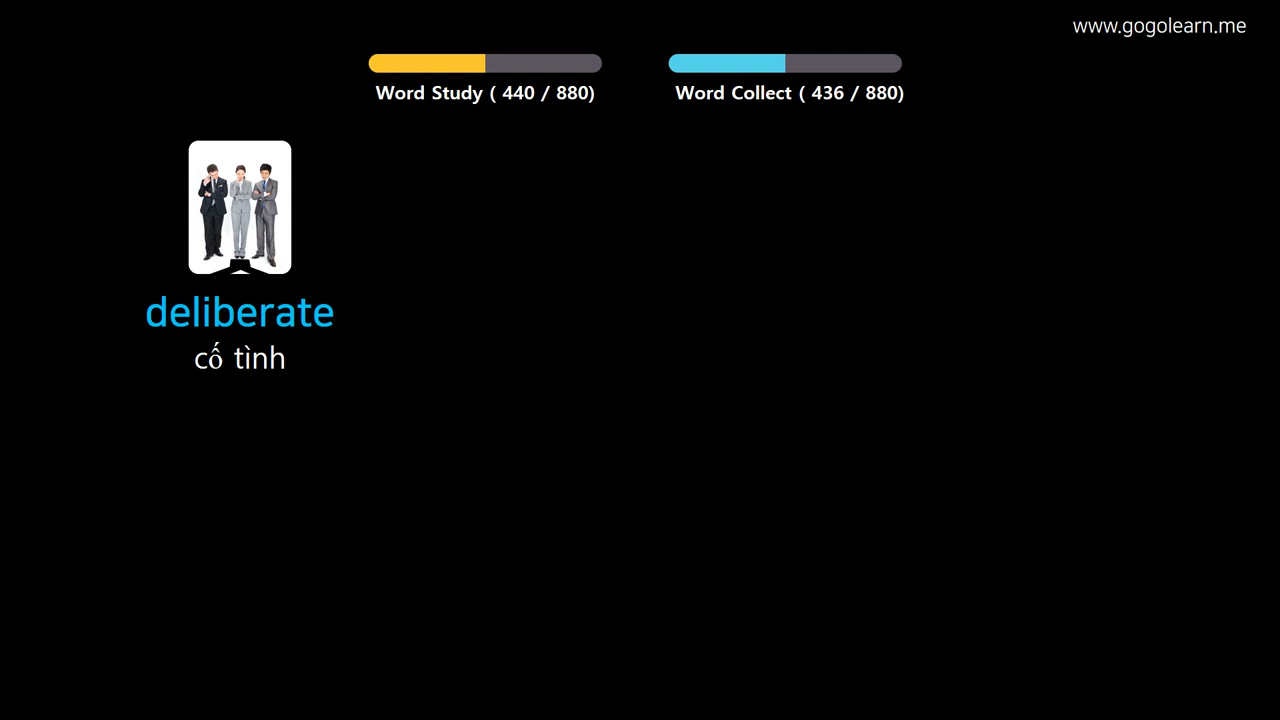 www.gogolearn.me
Word Study ( 440 / 880)
Word Collect ( 436 / 880)
deliberate
cố tình